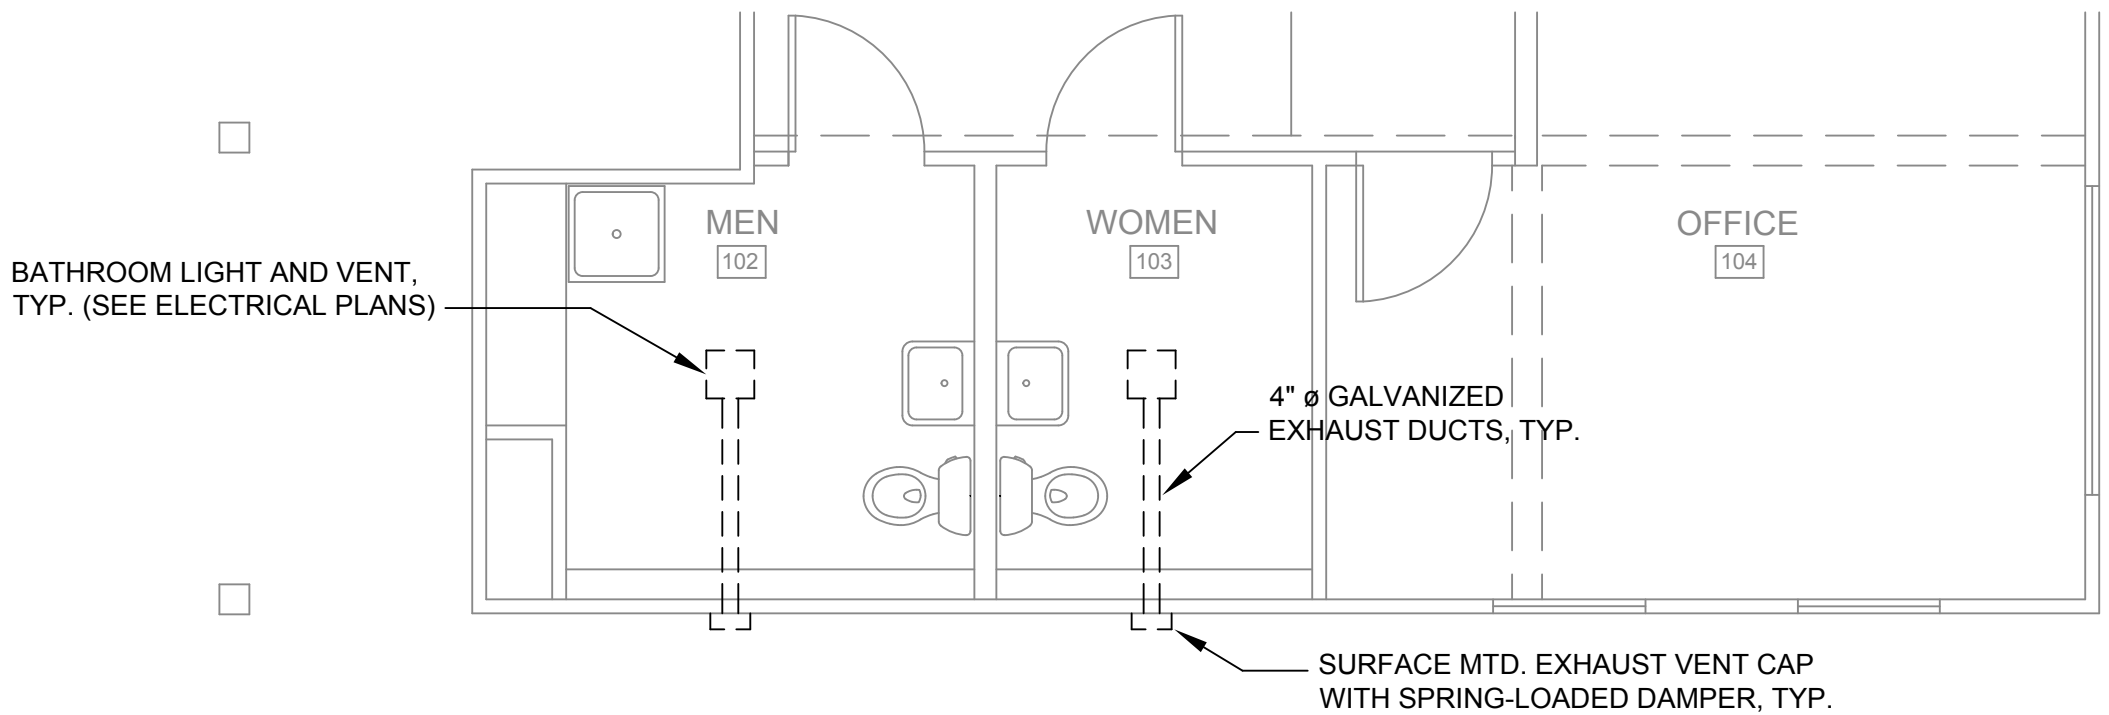 MEN
102
WOMEN
103
OFFICE
104
BATHROOM LIGHT AND VENT,
TYP. (SEE ELECTRICAL PLANS)
4" ø GALVANIZED
EXHAUST DUCTS, TYP.
SURFACE MTD. EXHAUST VENT CAP
WITH SPRING-LOADED DAMPER, TYP.